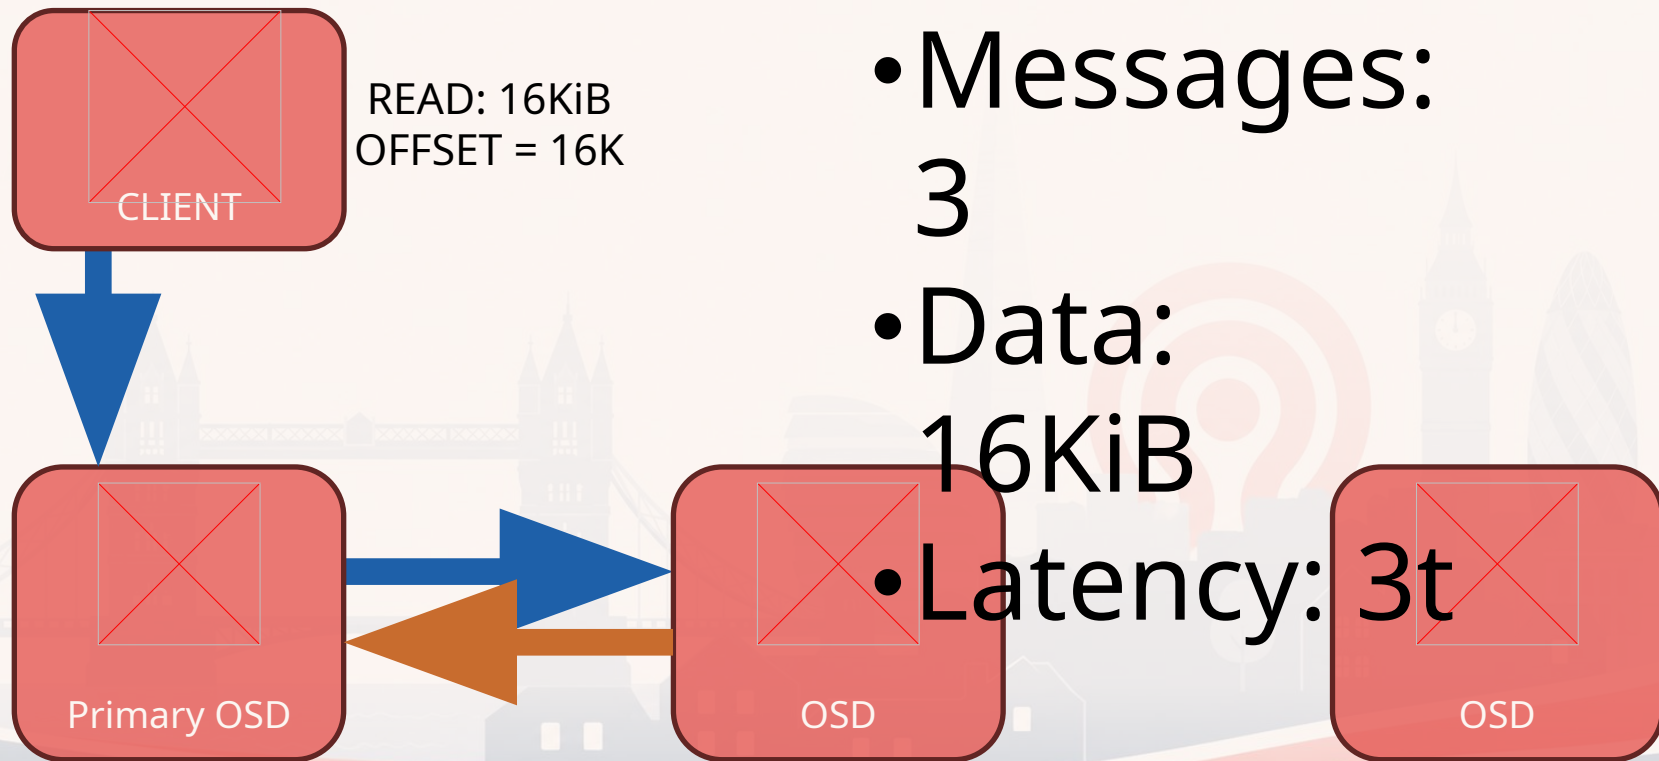 CLIENT
READ: 16KiB
OFFSET = 16K
•Messages:
3
•Data:
16KiB
•Latency: 3t
Primary OSD
OSD
OSD